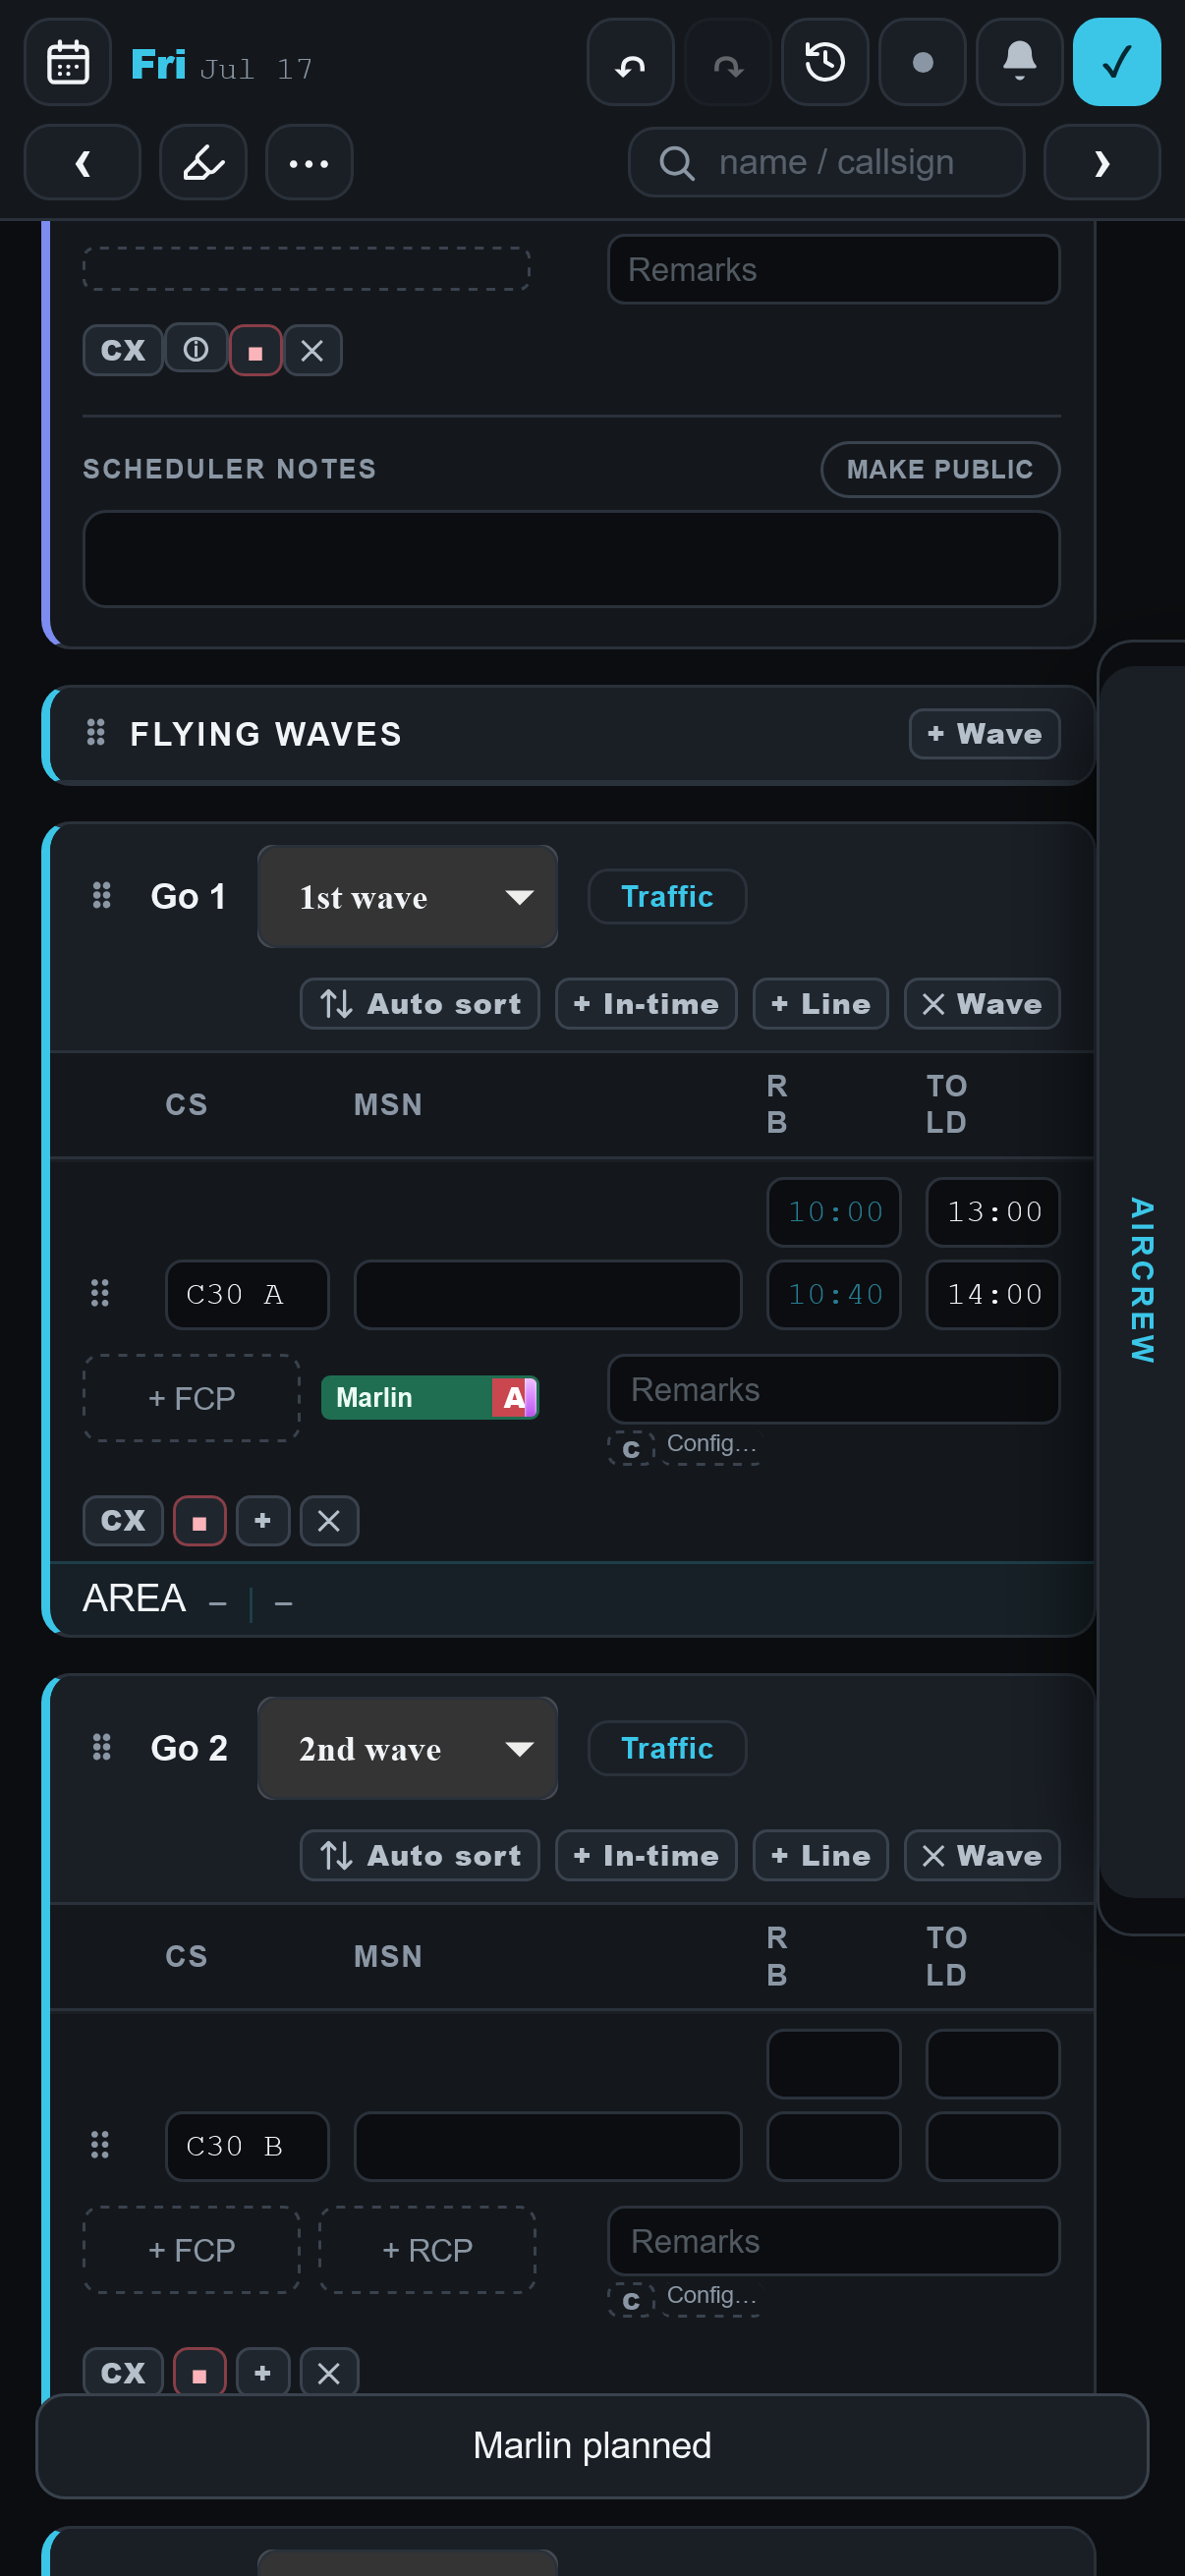 Fri Jul 17
name / callsign
Remarks
CX
SCHEDULER NOTES MAKE PUBLIC
FLYING WAVES + Wave
Go 1 1st wave Traffic
Auto sort + In-time + Line × Wave
CS MSN R B TO LD
10:00 13:00
C30 A 10:40 14:00
+ FCP Marlin A Remarks
C Config...
CX + ×
AREA – | –
AIRCREW
Go 2 2nd wave Traffic
Auto sort + In-time + Line × Wave
CS MSN R B TO LD
C30 B
+ FCP + RCP Remarks
C Config...
CX + ×
Marlin planned